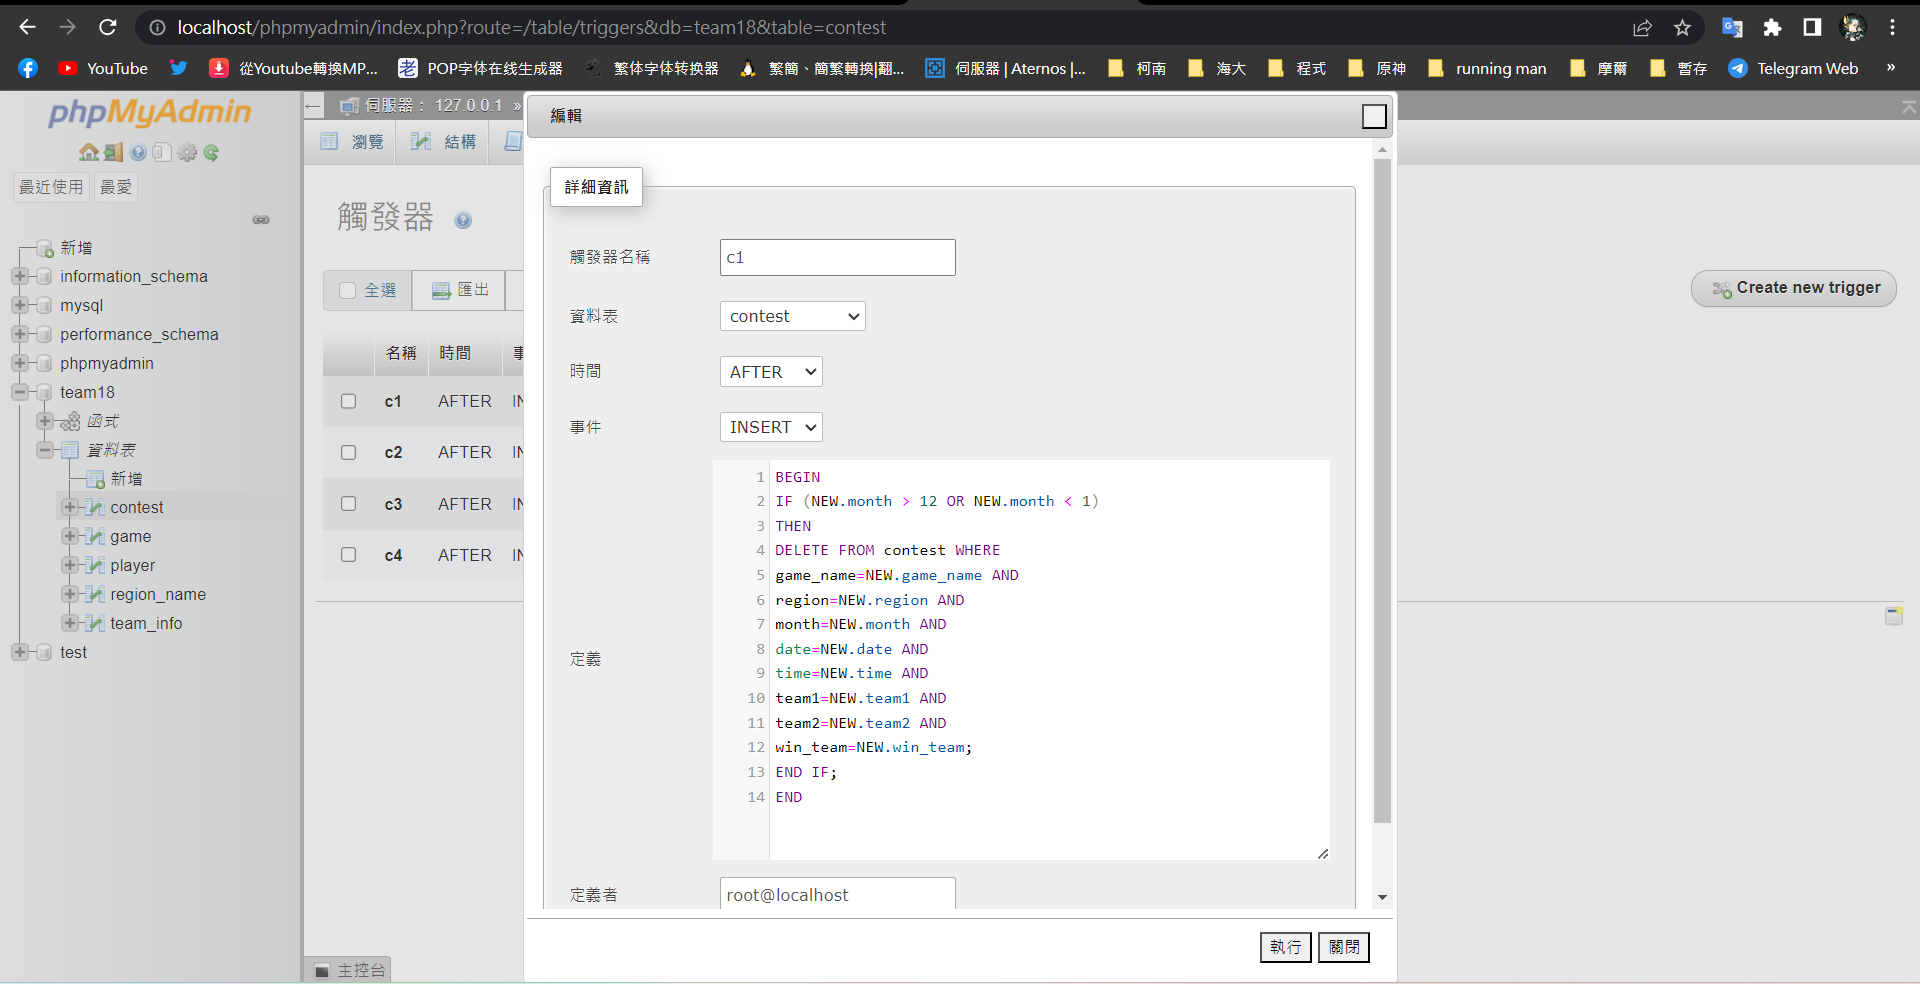 localhost/phpmyadmin/index.php?route=/table/triggers&db=team18&table=contest
YouTube
從Youtube轉換MP...
老
POP字体在线生成器
繁体字体转换器
繁簡、簡繁轉換|翻...
伺服器 | Aternos |...
柯南
海大
程式
原神
running man
摩爾
暫存
Telegram Web
»
phpMyAdmin
最近使用
最愛
新增
information_schema
mysql
performance_schema
phpmyadmin
team18
函式
資料表
新增
contest
game
player
region_name
team_info
test
伺服器： 127.0.0.1 »
瀏覽
結構
觸發器
全選
匯出
Create new trigger
名稱 時間 事
c1 AFTER IN
c2 AFTER IN
c3 AFTER IN
c4 AFTER IN
主控台
編輯
詳細資訊
觸發器名稱 c1
資料表 contest
時間 AFTER
事件 INSERT
定義
1 BEGIN
2 IF (NEW.month > 12 OR NEW.month < 1)
3 THEN
4 DELETE FROM contest WHERE
5 game_name=NEW.game_name AND
6 region=NEW.region AND
7 month=NEW.month AND
8 date=NEW.date AND
9 time=NEW.time AND
10 team1=NEW.team1 AND
11 team2=NEW.team2 AND
12 win_team=NEW.win_team;
13 END IF;
14 END
定義者 root@localhost
執行 關閉